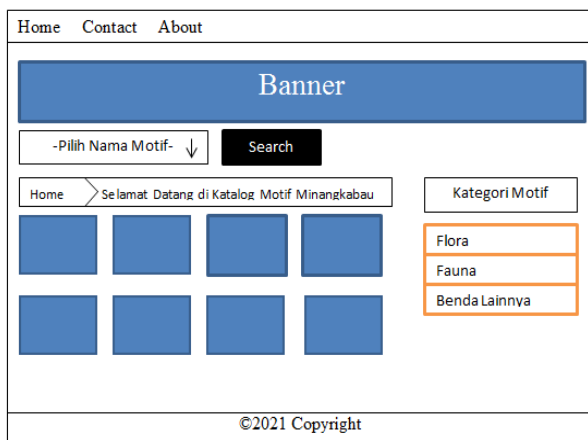 Home Contact About
Banner
-Pilih Nama Motif- Search
Home Selamat Datang di Katalog Motif Minangkabau Kategori Motif
Flora
Fauna
Benda Lainnya
©2021 Copyright